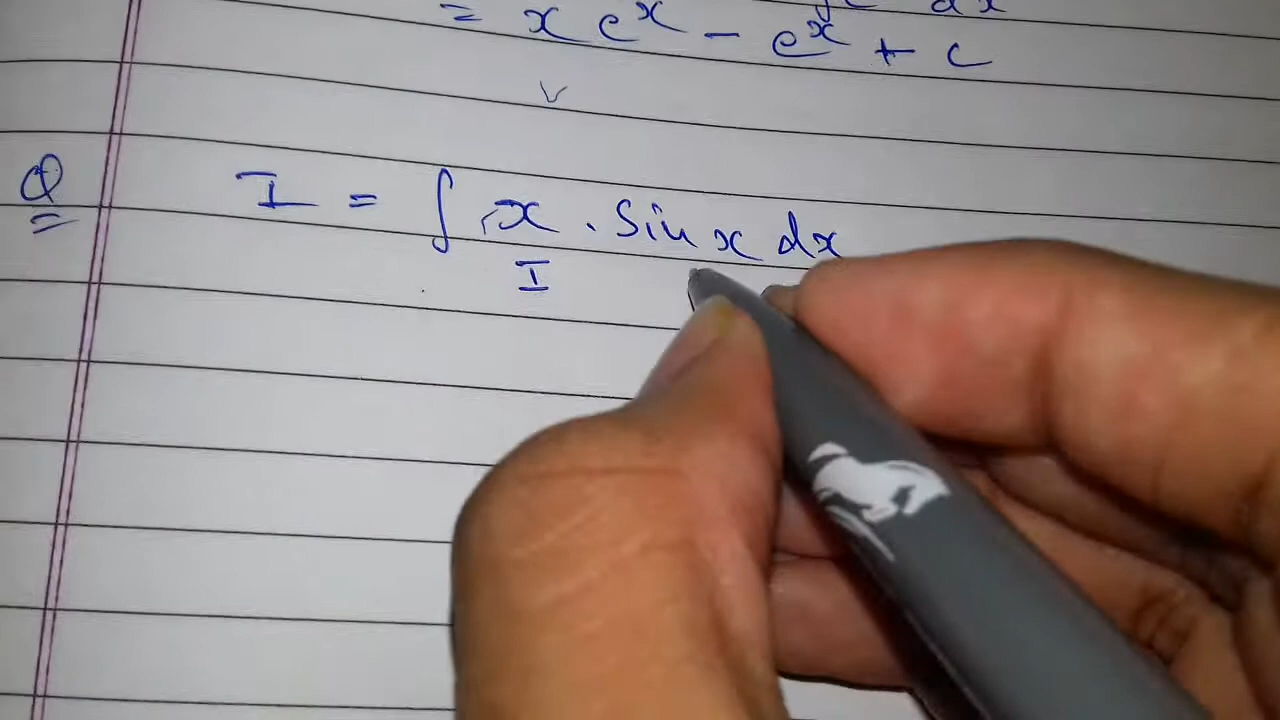 = x e^x - e^x + c
Q I = ∫ x . Sin x dx
I